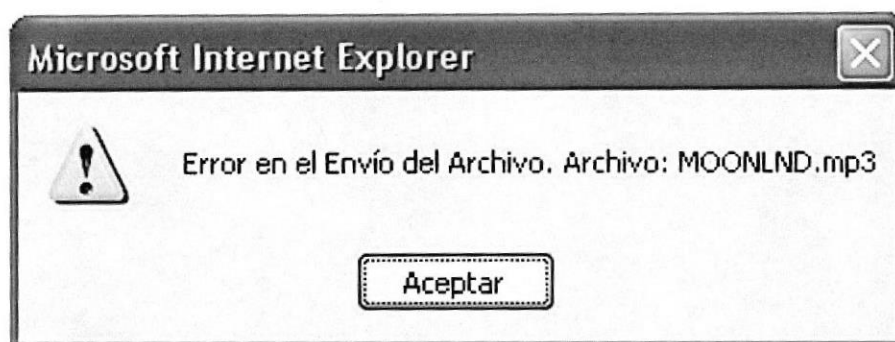 Microsoft Internet Explorer
Error en el Envío del Archivo. Archivo: MOONLND.mp3
Aceptar